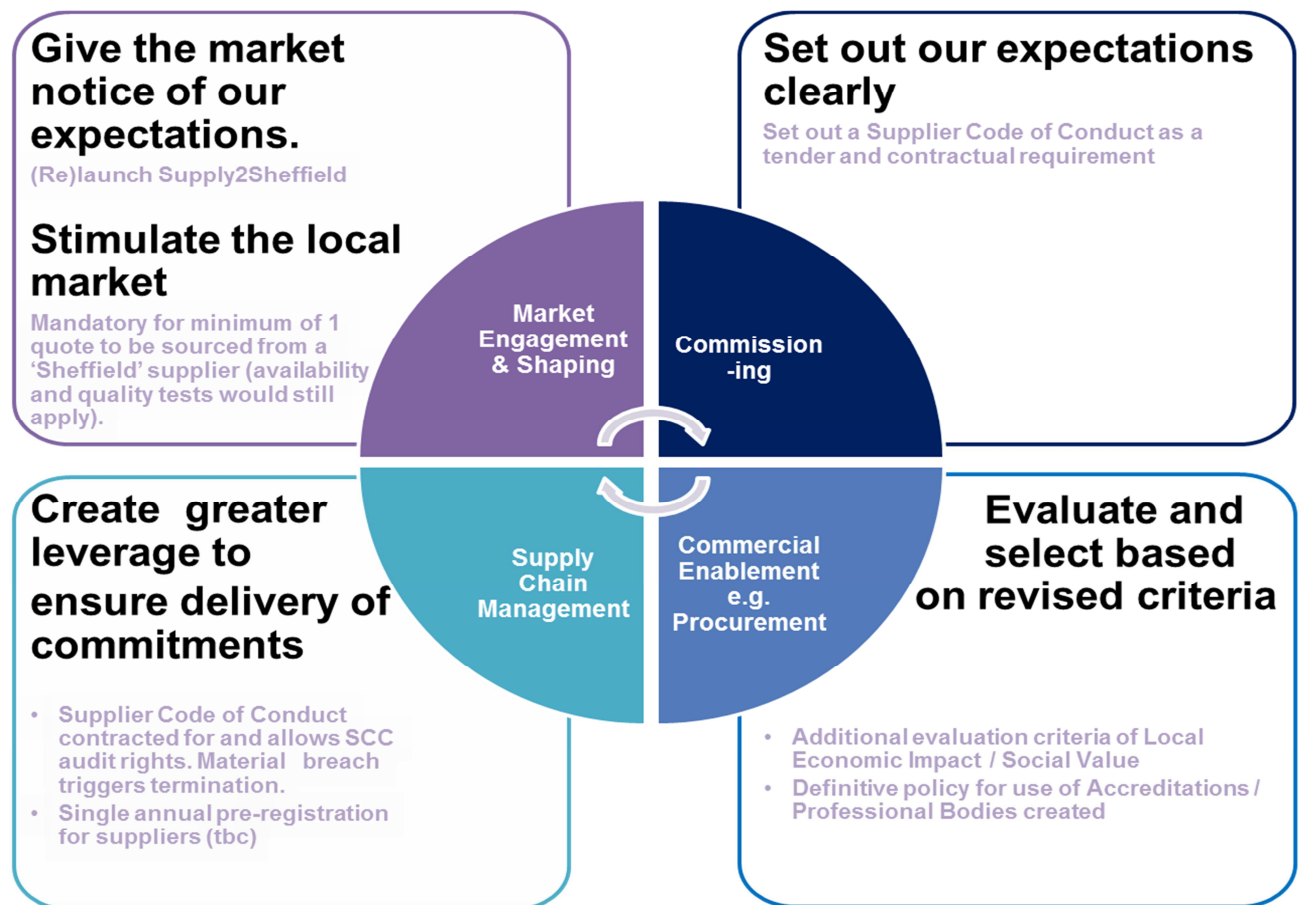 Give the market
notice of our
expectations.
(Re)launch Supply2Sheffield
Stimulate the local
market
Mandatory for minimum of 1
quote to be sourced from a
‘Sheffield’ supplier (availability
and quality tests would still
apply).
Set out our expectations
clearly
Set out a Supplier Code of Conduct as a
tender and contractual requirement
Market
Engagement
& Shaping
Commission
-ing
Supply
Chain
Management
Commercial
Enablement
e.g.
Procurement
Create greater
leverage to
ensure delivery of
commitments
• Supplier Code of Conduct
contracted for and allows SCC
audit rights. Material breach
triggers termination.
• Single annual pre-registration
for suppliers (tbc)
Evaluate and
select based
on revised criteria
• Additional evaluation criteria of Local
Economic Impact / Social Value
• Definitive policy for use of Accreditations /
Professional Bodies created